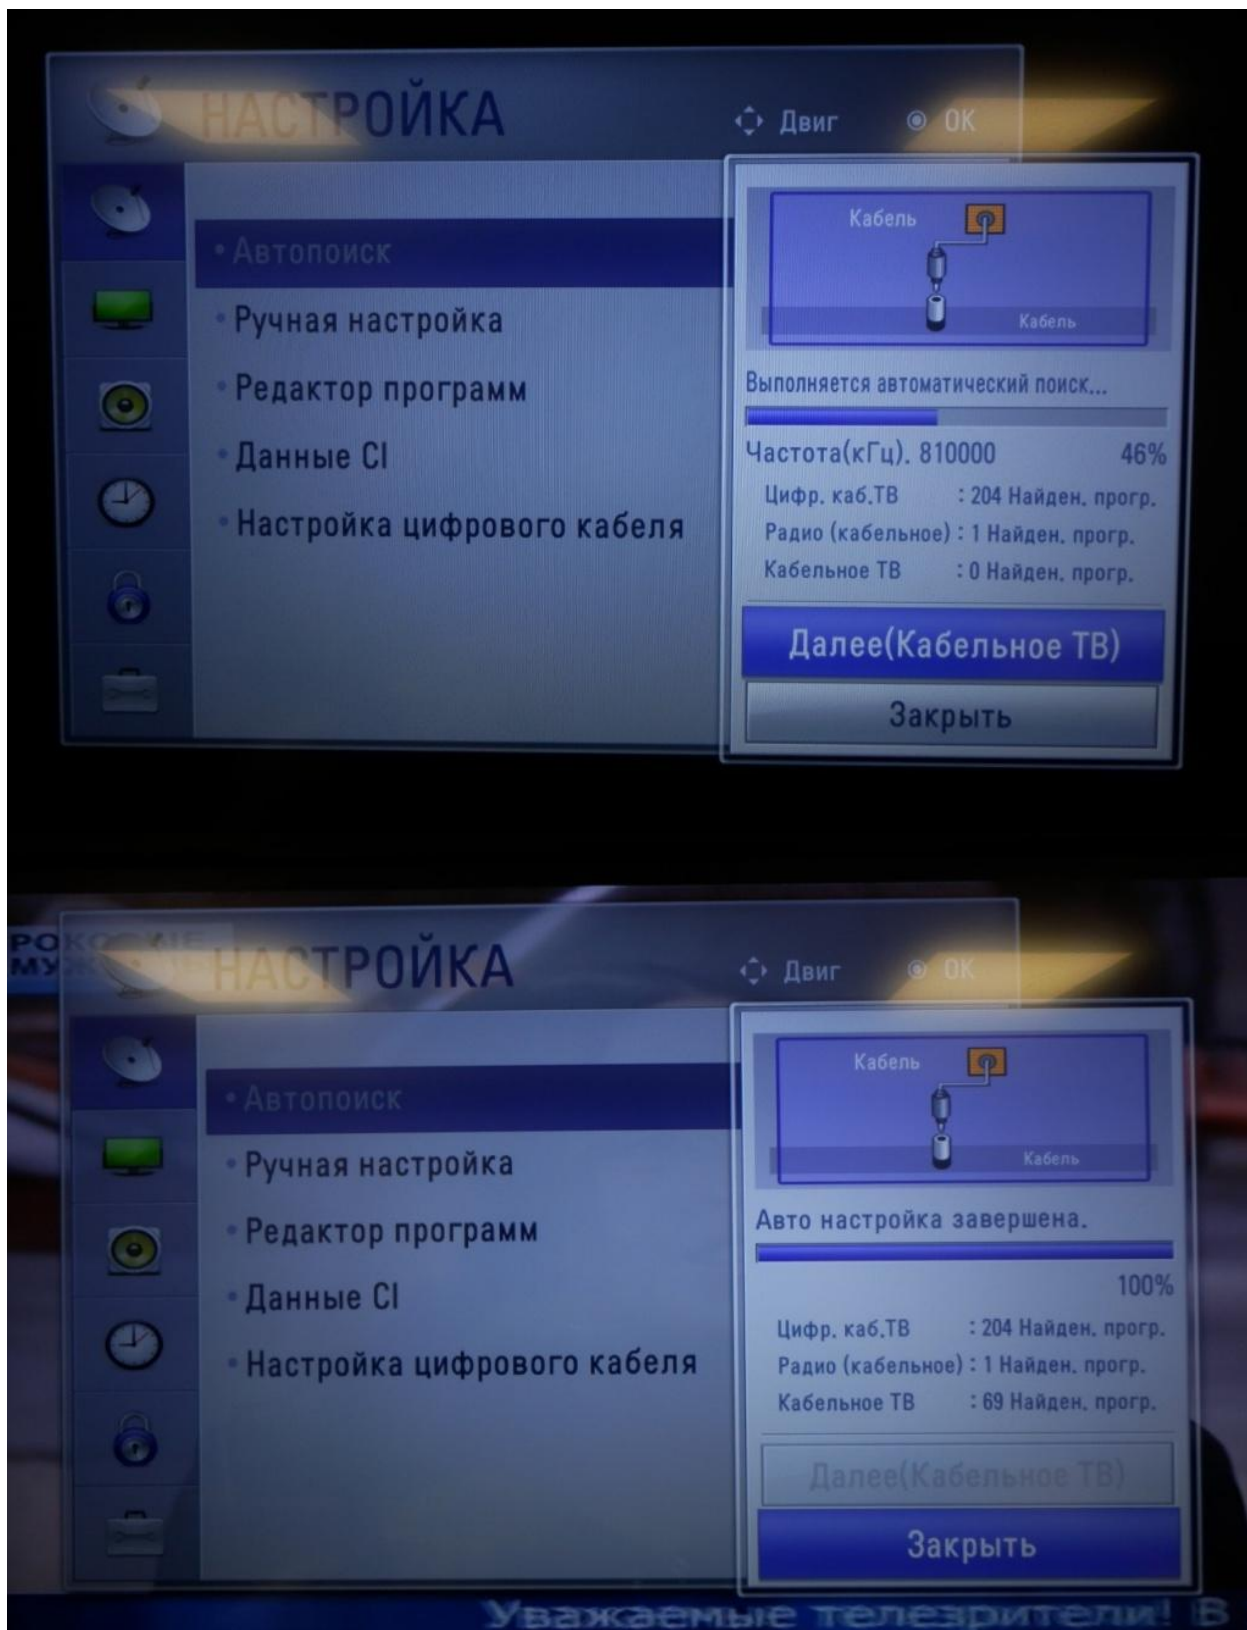 НАСТРОЙКА
Двиг
ОК
Кабель
Кабель
• Автопоиск
• Ручная настройка
• Редактор программ
• Данные CI
• Настройка цифрового кабеля
Выполняется автоматический поиск...
Частота(кГц). 810000 46%
Цифр. каб.ТВ : 204 Найден. прогр.
Радио (кабельное) : 1 Найден. прогр.
Кабельное ТВ : 0 Найден. прогр.
Далее(Кабельное ТВ)
Закрыть
НАСТРОЙКА
Двиг
ОК
Кабель
Кабель
• Автопоиск
• Ручная настройка
• Редактор программ
• Данные CI
• Настройка цифрового кабеля
Авто настройка завершена.
100%
Цифр. каб.ТВ : 204 Найден. прогр.
Радио (кабельное) : 1 Найден. прогр.
Кабельное ТВ : 69 Найден. прогр.
Далее(Кабельное ТВ)
Закрыть
Уважаемые телезрители! В